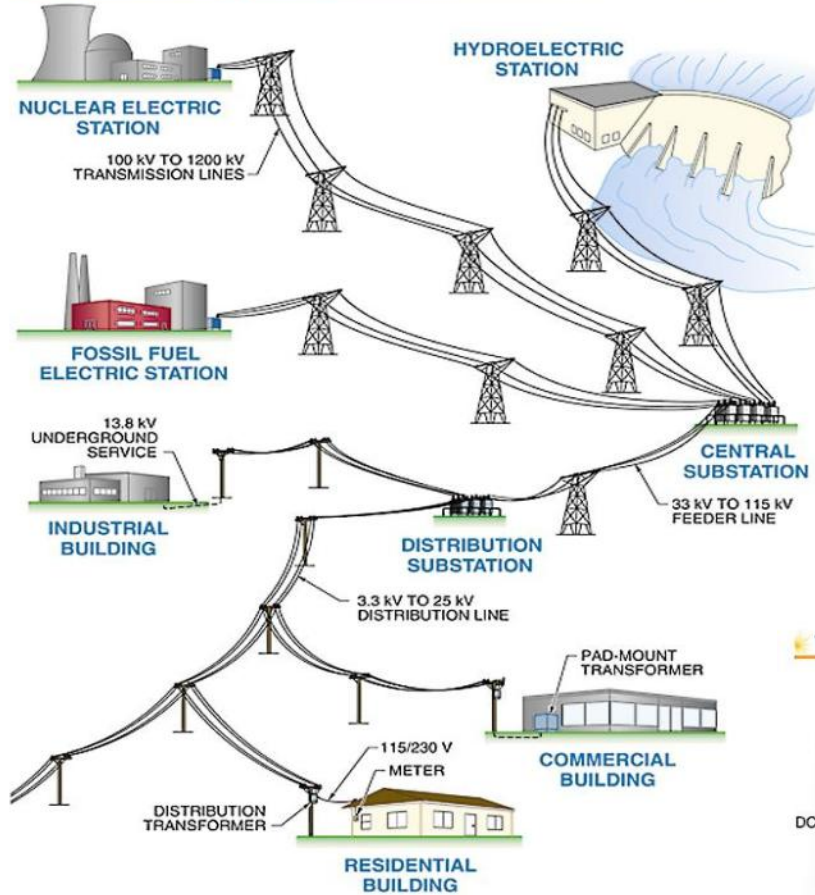 HYDROELECTRIC
STATION
NUCLEAR ELECTRIC
STATION
100 kV TO 1200 kV
TRANSMISSION LINES
FOSSIL FUEL
ELECTRIC STATION
13.8 kV
UNDERGROUND
SERVICE
CENTRAL
SUBSTATION
33 kV TO 115 kV
FEEDER LINE
INDUSTRIAL
BUILDING
DISTRIBUTION
SUBSTATION
3.3 kV TO 25 kV
DISTRIBUTION LINE
PAD-MOUNT
TRANSFORMER
115/230 V
METER
COMMERCIAL
BUILDING
DISTRIBUTION
TRANSFORMER
DO
RESIDENTIAL
BUILDING